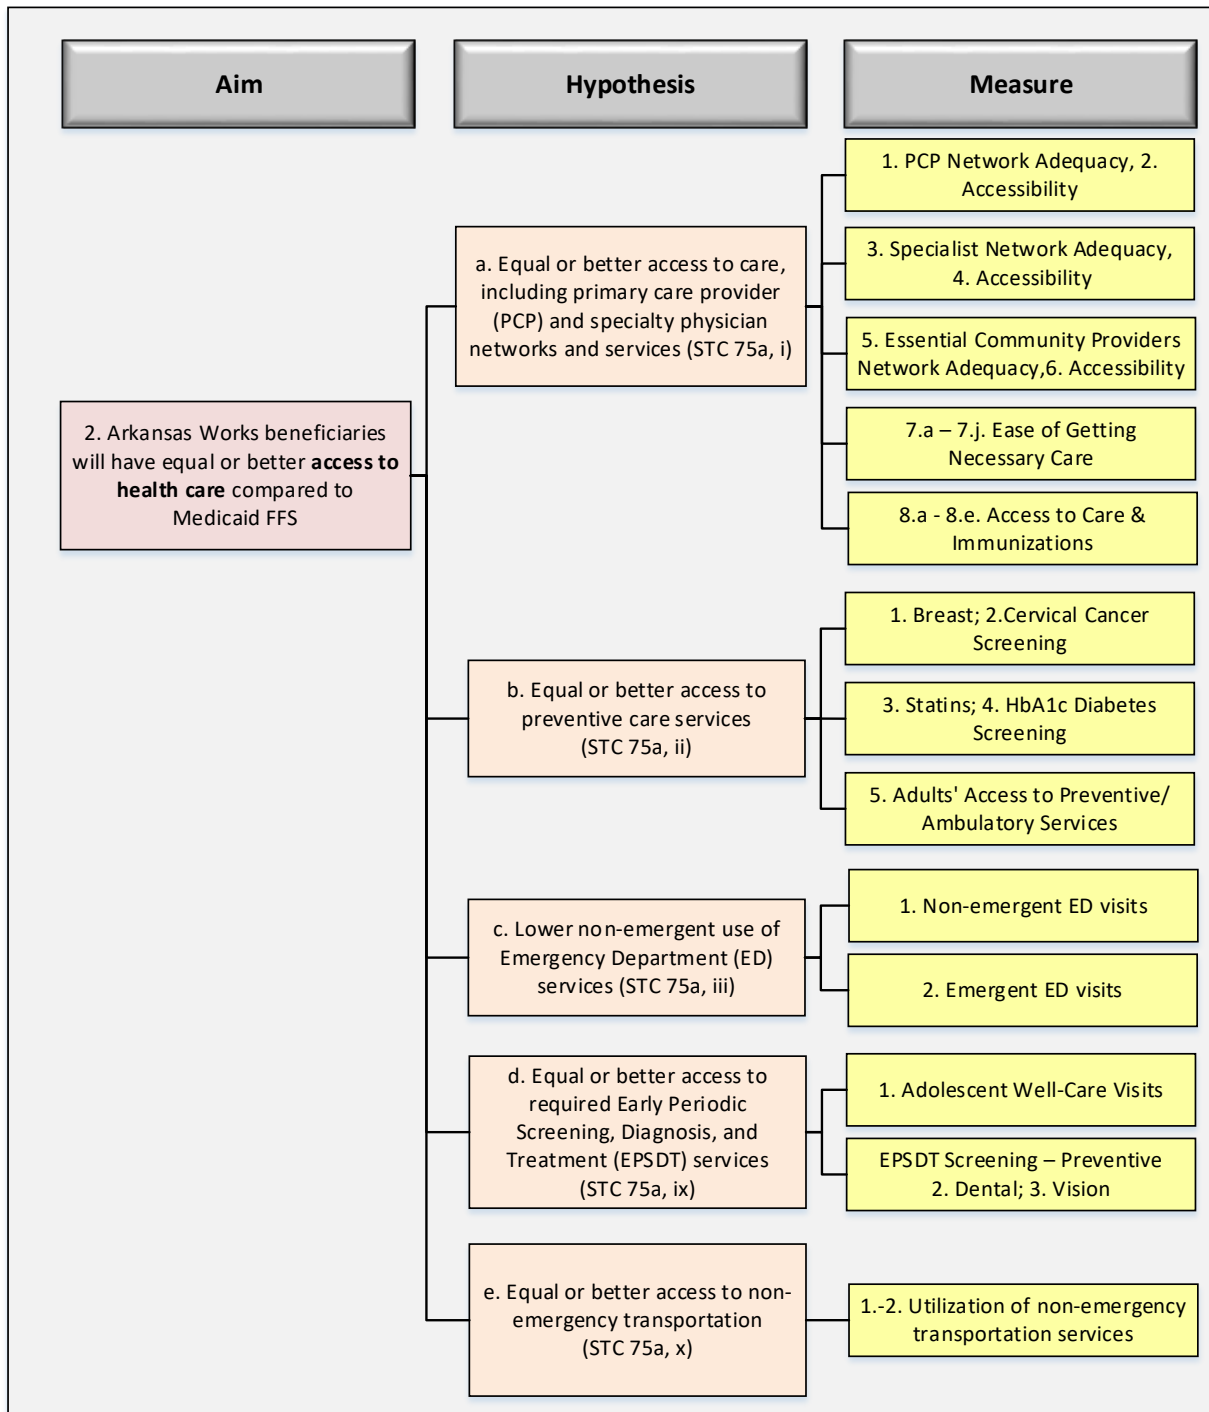 Aim
Hypothesis
Measure
2. Arkansas Works beneficiaries
will have equal or better access to
health care compared to
Medicaid FFS
a. Equal or better access to care,
including primary care provider
(PCP) and specialty physician
networks and services (STC 75a, i)
1. PCP Network Adequacy, 2.
Accessibility
3. Specialist Network Adequacy,
4. Accessibility
5. Essential Community Providers
Network Adequacy,6. Accessibility
7.a – 7.j. Ease of Getting
Necessary Care
8.a - 8.e. Access to Care &
Immunizations
b. Equal or better access to
preventive care services
(STC 75a, ii)
1. Breast; 2.Cervical Cancer
Screening
3. Statins; 4. HbA1c Diabetes
Screening
5. Adults' Access to Preventive/
Ambulatory Services
c. Lower non-emergent use of
Emergency Department (ED)
services (STC 75a, iii)
1. Non-emergent ED visits
2. Emergent ED visits
d. Equal or better access to
required Early Periodic
Screening, Diagnosis, and
Treatment (EPSDT) services
(STC 75a, ix)
1. Adolescent Well-Care Visits
EPSDT Screening – Preventive
2. Dental; 3. Vision
e. Equal or better access to non-
emergency transportation
(STC 75a, x)
1.-2. Utilization of non-emergency
transportation services